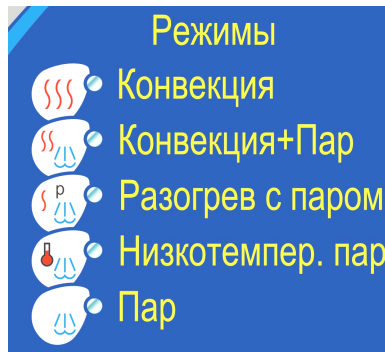 Режимы
Конвекция
Конвекция+Пар
p
Разогрев с паром
Низкотемпер. пар
Пар